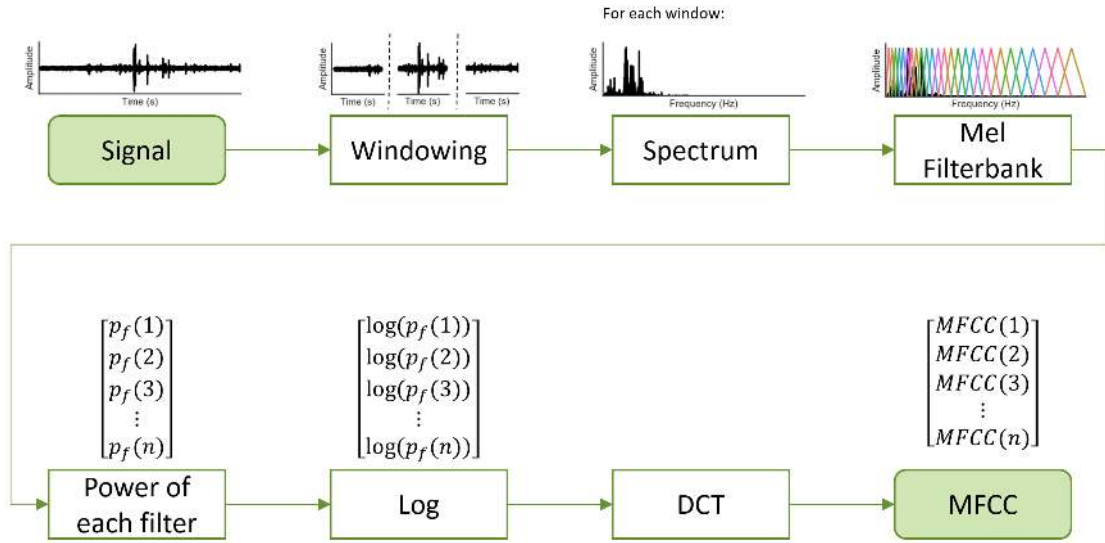 For each window:
Amplitude
Time (s)
Amplitude
Time (s)
Time (s)
Time (s)
Amplitude
Frequency (Hz)
Amplitude
Frequency (Hz)
Signal
Windowing
Spectrum
Mel
Filterbank
p_f(1)
p_f(2)
p_f(3)
⋮
p_f(n)
log(p_f(1))
log(p_f(2))
log(p_f(3))
⋮
log(p_f(n))
MFCC(1)
MFCC(2)
MFCC(3)
⋮
MFCC(n)
Power of
each filter
Log
DCT
MFCC